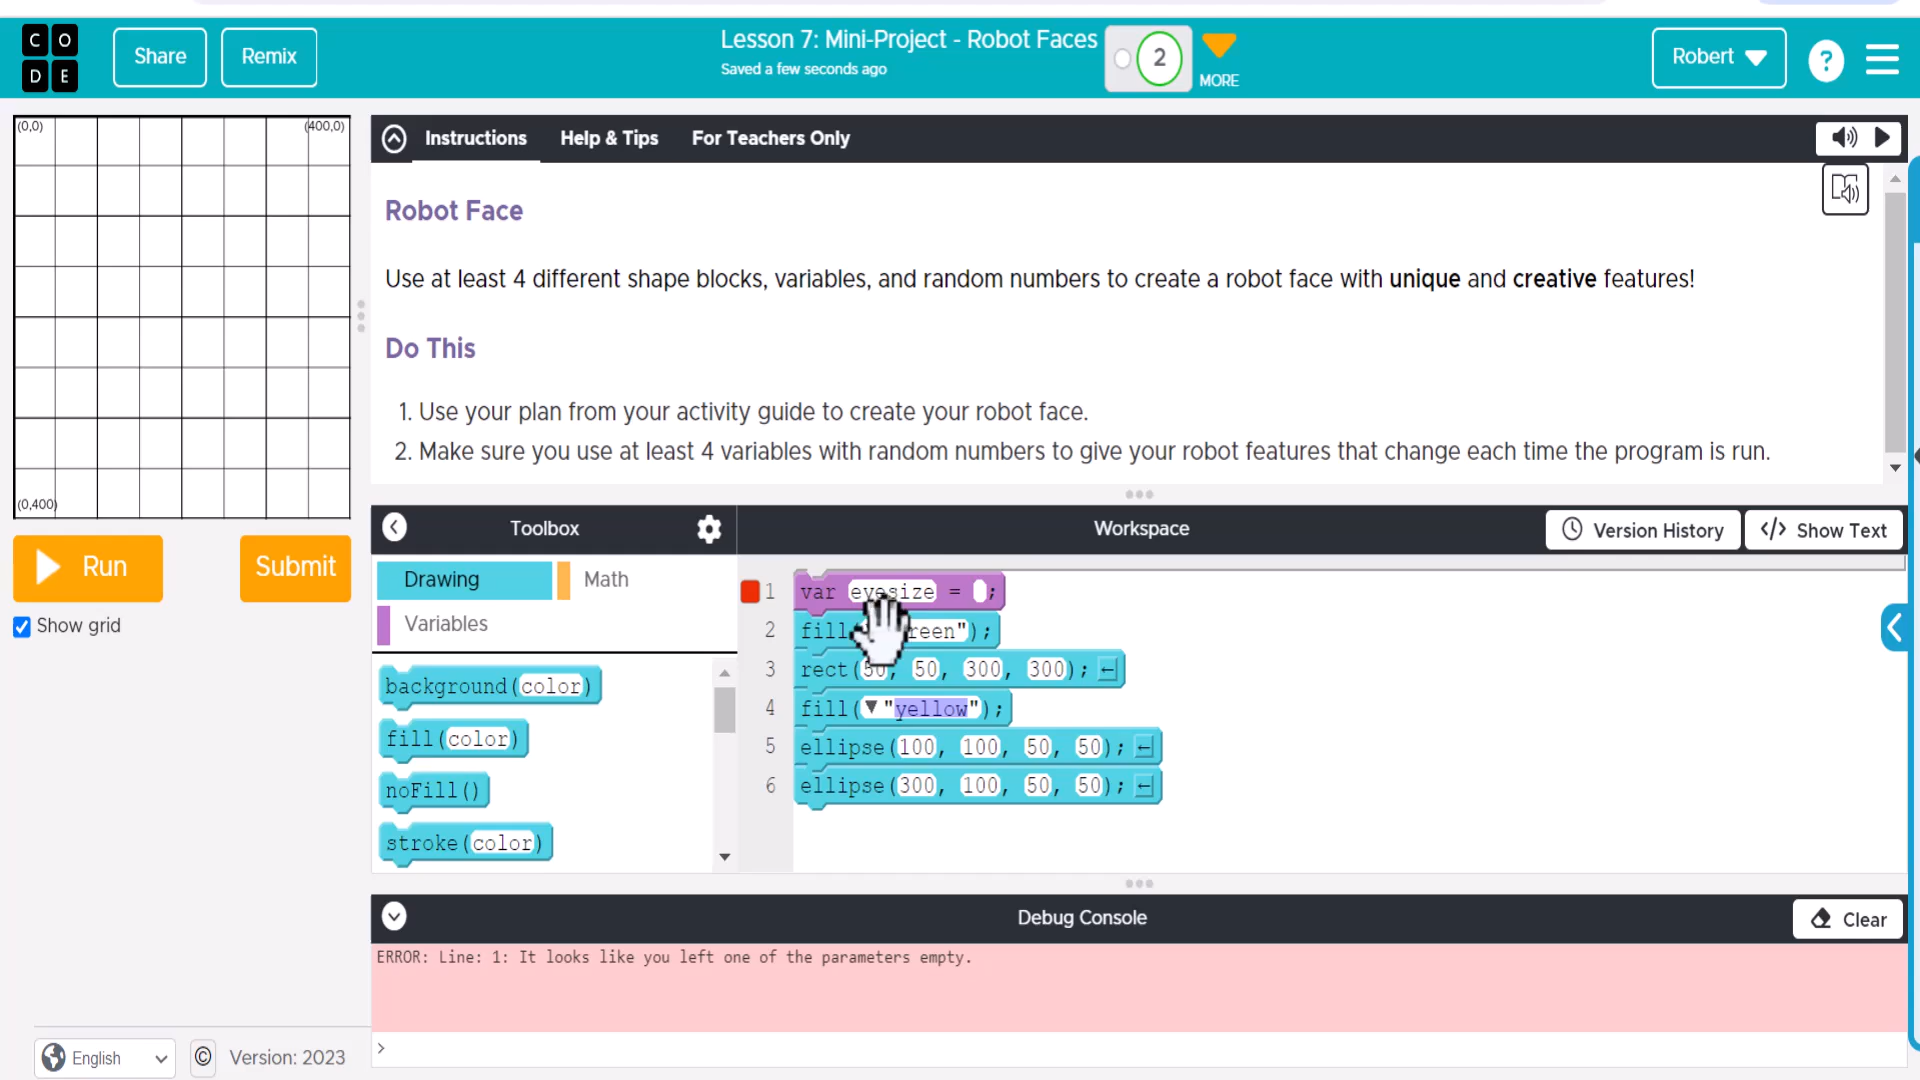 C O
D E
Share
Remix
Lesson 7: Mini-Project - Robot Faces
Saved a few seconds ago
2
MORE
Robert
?
(0,0)
(400,0)
(0,400)
Instructions
Help & Tips
For Teachers Only
Robot Face
Use at least 4 different shape blocks, variables, and random numbers to create a robot face with unique and creative features!
Do This
1. Use your plan from your activity guide to create your robot face.
2. Make sure you use at least 4 variables with random numbers to give your robot features that change each time the program is run.
Run
Submit
Show grid
Toolbox
Workspace
Version History
</> Show Text
Drawing
Math
Variables
background(color)
fill(color)
noFill()
stroke(color)
1 var eyesize = ;
2 fill( reen");
3 rect(50, 50, 300, 300);
4 fill("yellow");
5 ellipse(100, 100, 50, 50);
6 ellipse(300, 100, 50, 50);
Debug Console
Clear
ERROR: Line: 1: It looks like you left one of the parameters empty.
>
English
©
Version: 2023